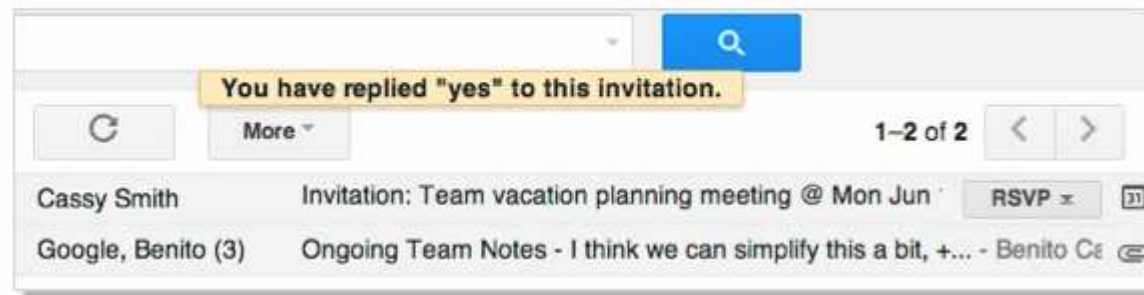 You have replied "yes" to this invitation.
More
1–2 of 2
Cassy Smith Invitation: Team vacation planning meeting @ Mon Jun RSVP 31
Google, Benito (3) Ongoing Team Notes - I think we can simplify this a bit, +... - Benito